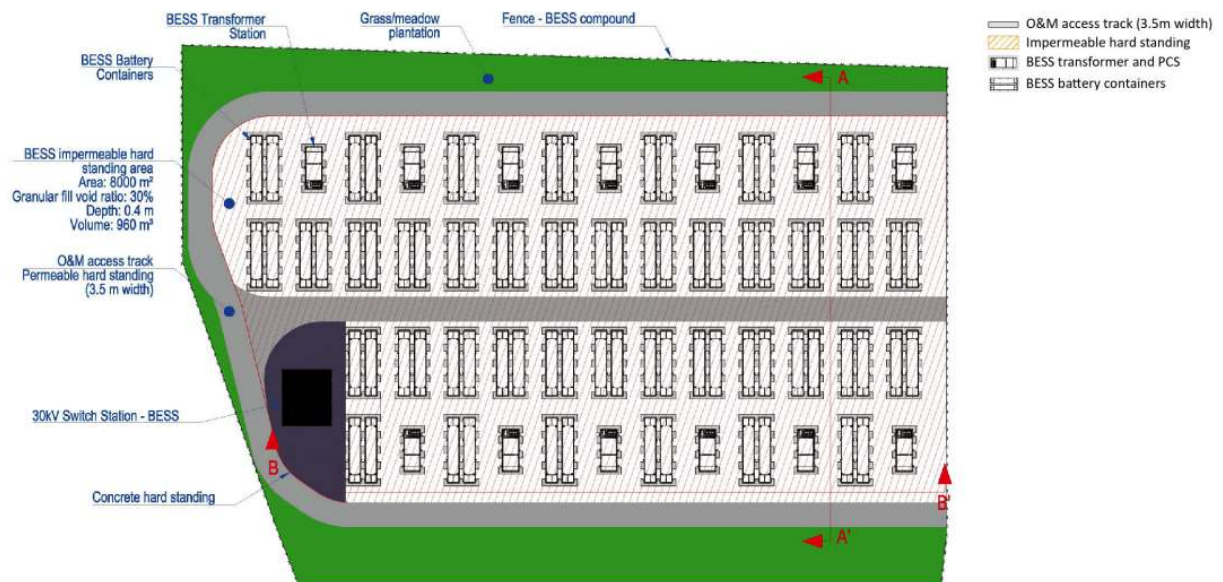 BESS Transformer
Station
Grass/meadow
plantation
Fence - BESS compound
BESS Battery
Containers
BESS impermeable hard
standing area
Area: 8000 m²
Granular fill void ratio: 30%
Depth: 0.4 m
Volume: 960 m³
O&M access track
Permeable hard standing
(3.5 m width)
30kV Switch Station - BESS
Concrete hard standing
A
A'
B
B'
O&M access track (3.5m width)
Impermeable hard standing
BESS transformer and PCS
BESS battery containers